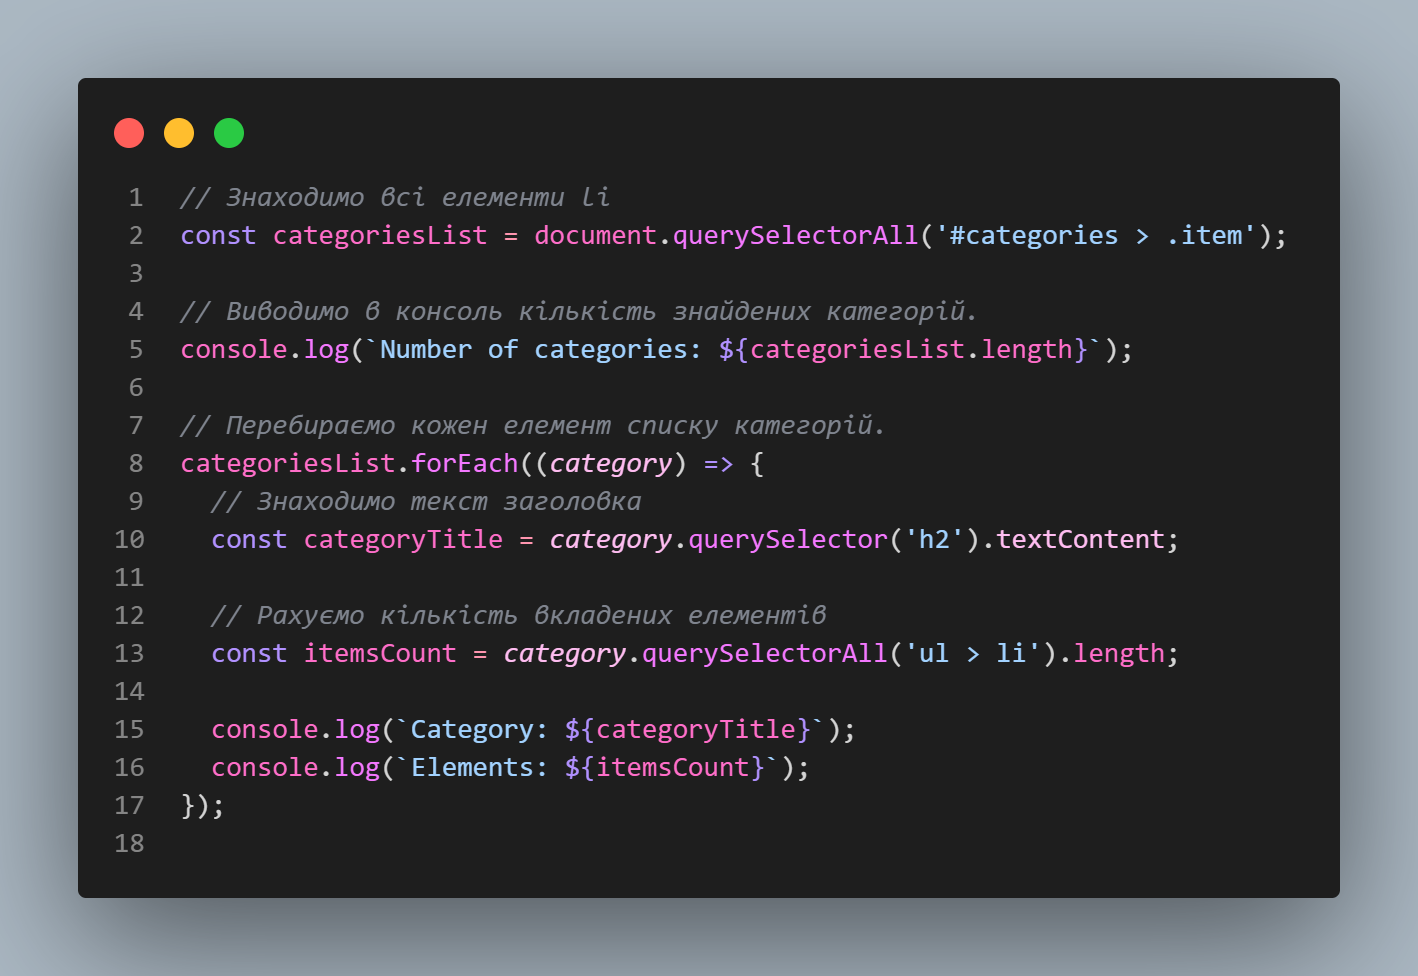 1 // Знаходимо всі елементи li
2 const categoriesList = document.querySelectorAll('#categories > .item');
3
4 // Виводимо в консоль кількість знайдених категорій.
5 console.log(`Number of categories: ${categoriesList.length}`);
6
7 // Перебираємо кожен елемент списку категорій.
8 categoriesList.forEach((category) => {
9   // Знаходимо текст заголовка
10   const categoryTitle = category.querySelector('h2').textContent;
11
12   // Рахуємо кількість вкладених елементів
13   const itemsCount = category.querySelectorAll('ul > li').length;
14
15   console.log(`Category: ${categoryTitle}`);
16   console.log(`Elements: ${itemsCount}`);
17 });
18